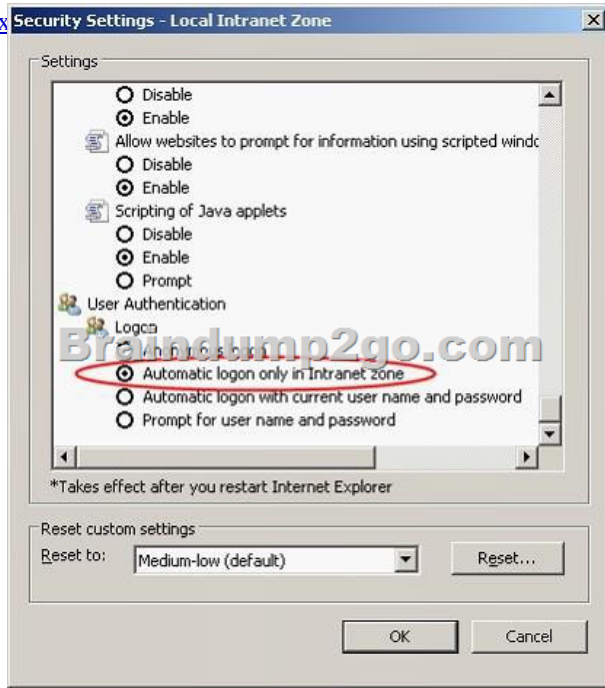 x
Security Settings - Local Intranet Zone
Settings
Disable
Enable
Allow websites to prompt for information using scripted windo
Disable
Enable
Scripting of Java applets
Disable
Enable
Prompt
User Authentication
Logon
Braindump2go.com
Automatic logon only in Intranet zone
Automatic logon with current user name and password
Prompt for user name and password
*Takes effect after you restart Internet Explorer
Reset custom settings
Reset to:
Medium-low (default)
Reset...
OK
Cancel